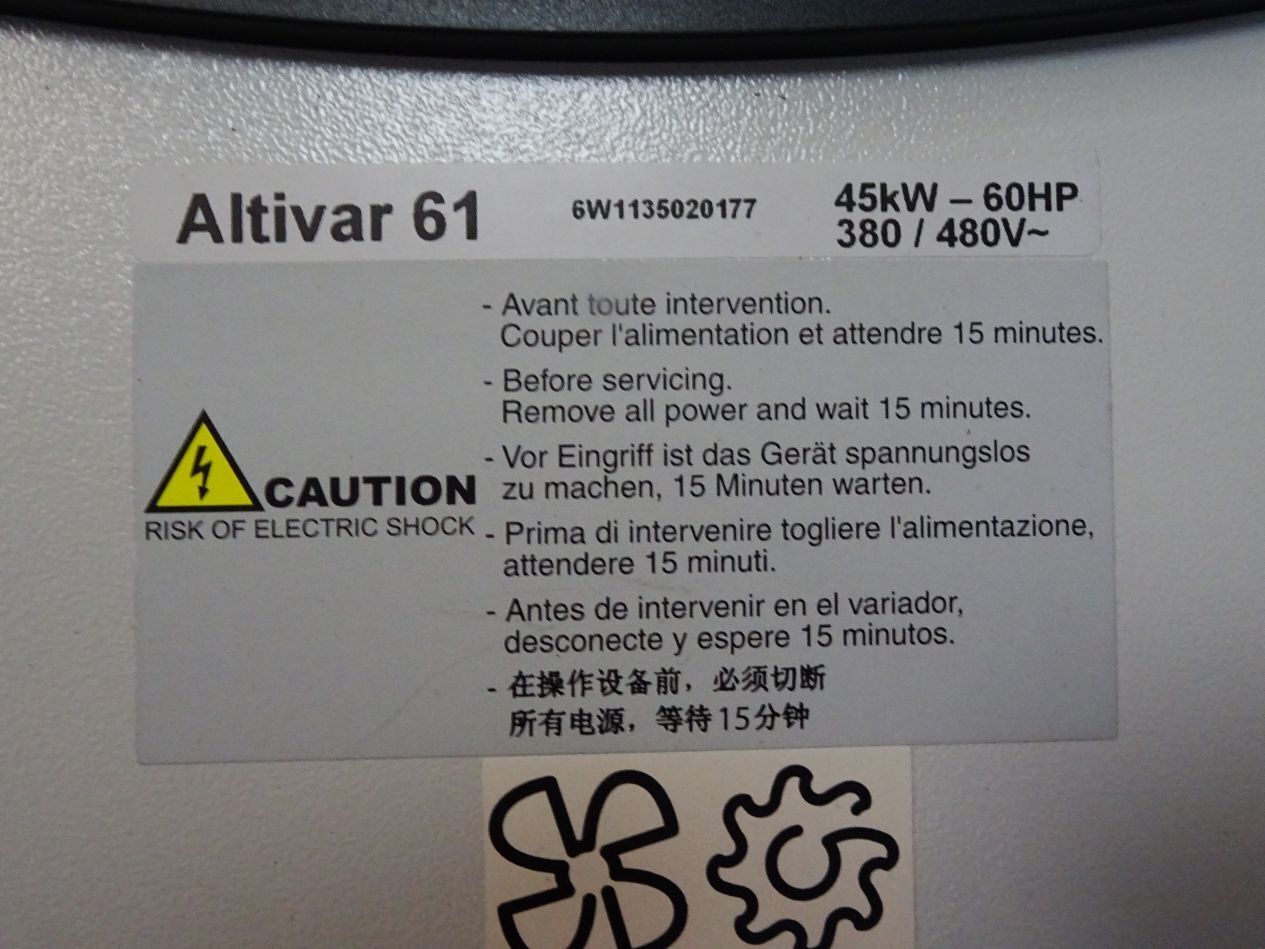 Altivar 61
6W1135020177
45kW – 60HP
380 / 480V~
- Avant toute intervention.
Couper l'alimentation et attendre 15 minutes.
- Before servicing.
Remove all power and wait 15 minutes.
- Vor Eingriff ist das Gerät spannungslos
zu machen, 15 Minuten warten.
CAUTION
RISK OF ELECTRIC SHOCK
- Prima di intervenire togliere l'alimentazione,
attendere 15 minuti.
- Antes de intervenir en el variador,
desconecte y espere 15 minutos.
- 在操作设备前，必须切断
所有电源，等待15分钟